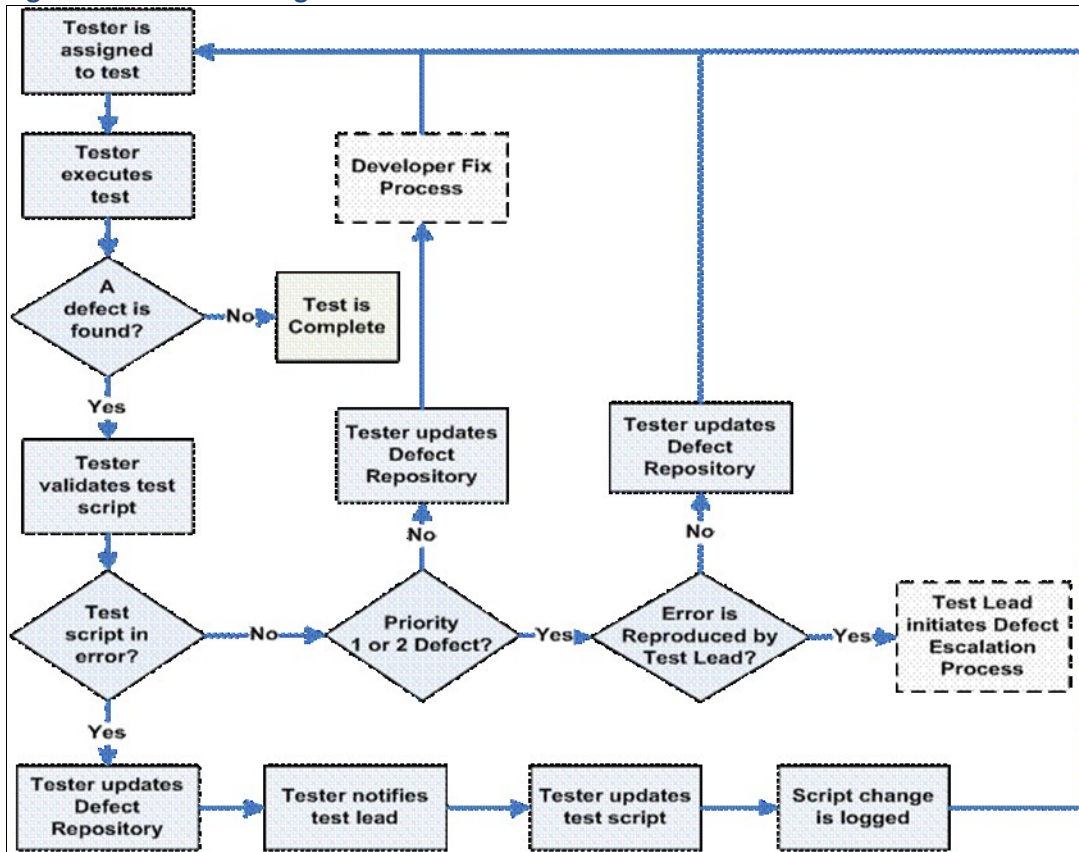 Tester is
assigned
to test
Tester
executes
test
Developer Fix
Process
A
defect is
found?
No
Test is
Complete
Yes
Tester
validates test
script
Tester updates
Defect
Repository
Tester updates
Defect
Repository
No
No
Test
script in
error?
No
Priority
1 or 2 Defect?
Yes
Error is
Reproduced by
Test Lead?
Yes
Test Lead
initiates Defect
Escalation
Process
Yes
Tester updates
Defect
Repository
Tester notifies
test lead
Tester updates
test script
Script change
is logged